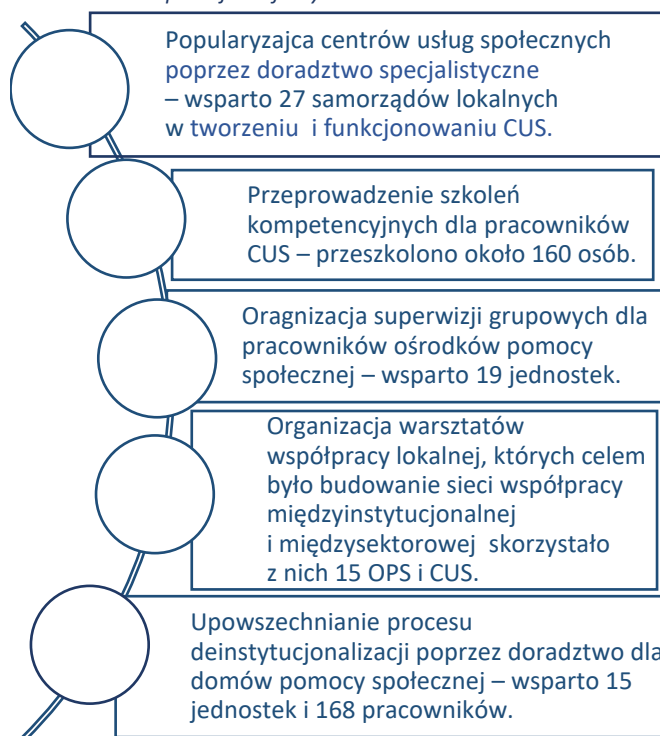 Popularyzajca centrów usług społecznych
poprzez doradztwo specjalistyczne
– wsparto 27 samorządów lokalnych
w tworzeniu i funkcjonowaniu CUS.
Przeprowadzenie szkoleń
kompetencyjnych dla pracowników
CUS – przeszkolono około 160 osób.
Oragnizacja superwizji grupowych dla
pracowników ośrodków pomocy
społecznej – wsparto 19 jednostek.
Organizacja warsztatów
współpracy lokalnej, których celem
było budowanie sieci współpracy
międzyinstytucjonalnej
i międzysektorowej skorzystało
z nich 15 OPS i CUS.
Upowszechnianie procesu
deinstytucjonalizacji poprzez doradztwo dla
domów pomocy społecznej – wsparto 15
jednostek i 168 pracowników.